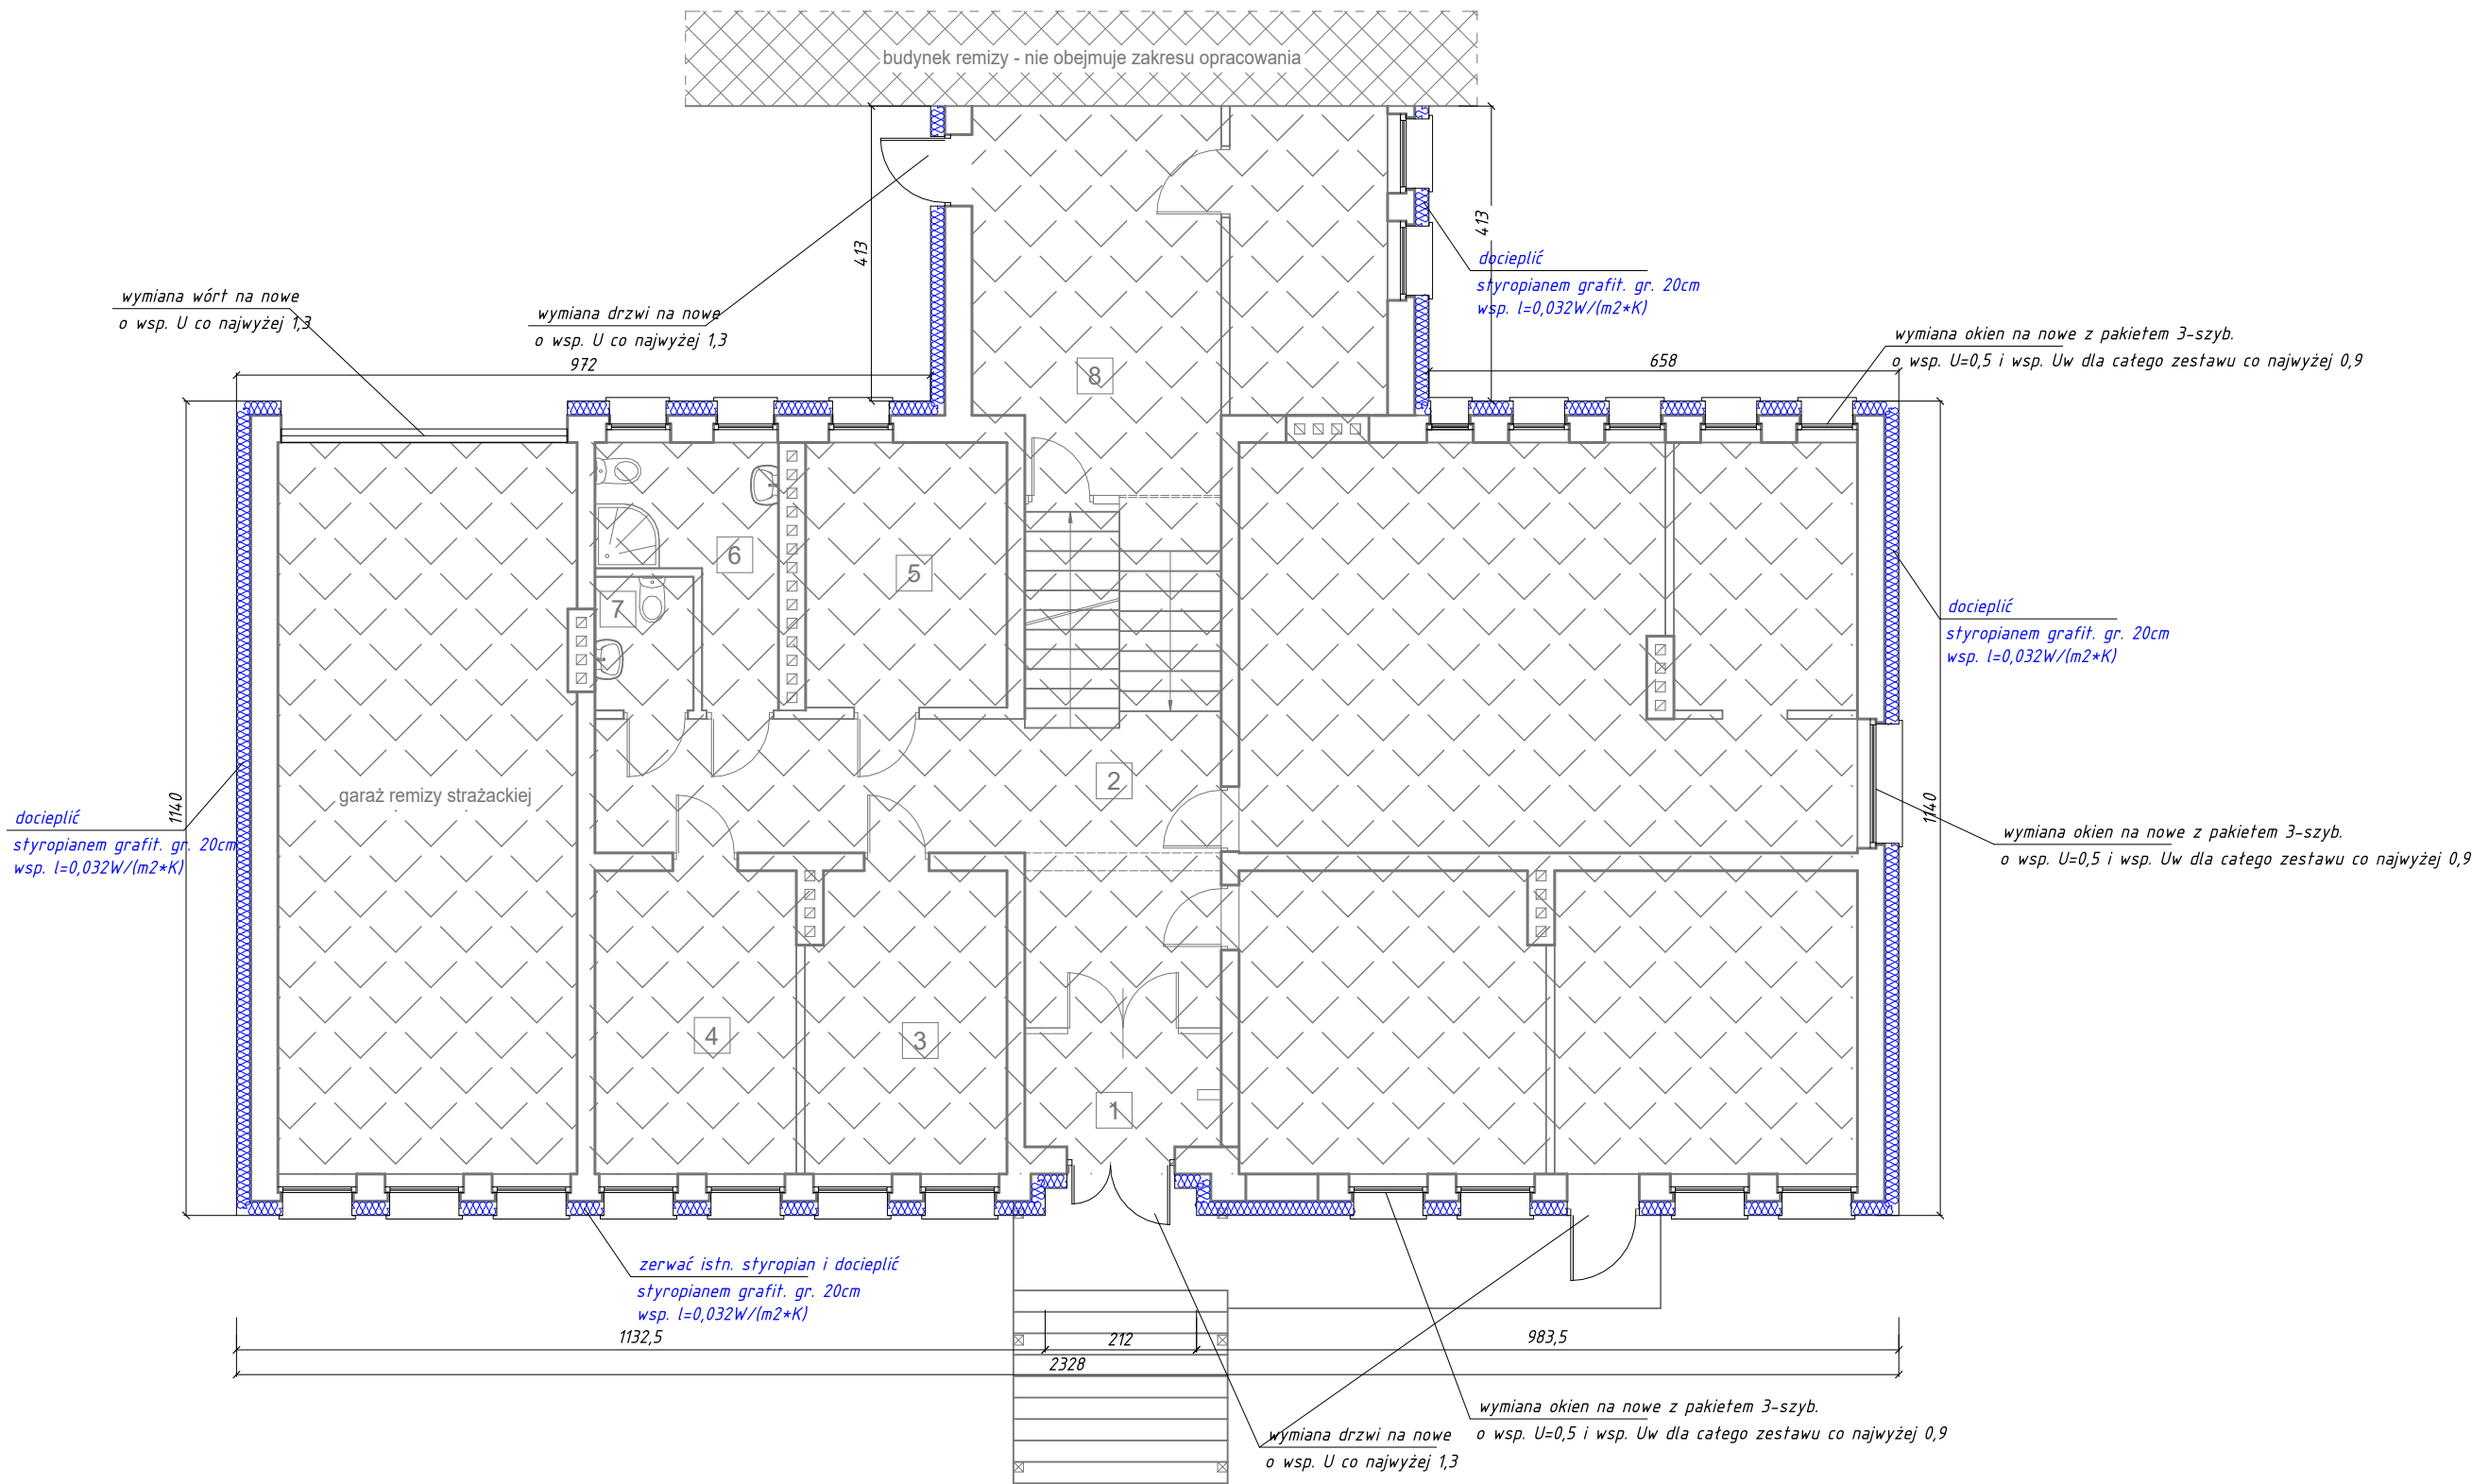 budynek remizy - nie obejmuje zakresu opracowania
413
413
docieplić
styropianem grafit. gr. 20cm
wsp. l=0,032W/(m2*K)
wymiana wórt na nowe
o wsp. U co najwyżej 1,3
wymiana drzwi na nowe
o wsp. U co najwyżej 1,3
wymiana okien na nowe z pakietem 3-szyb.
o wsp. U=0,5 i wsp. Uw dla całego zestawu co najwyżej 0,9
972
658
8
6
5
7
docieplić
styropianem grafit. gr. 20cm
wsp. l=0,032W/(m2*K)
2
garaż remizy strażackiej
1140
1140
docieplić
styropianem grafit. gr. 20cm
wsp. l=0,032W/(m2*K)
wymiana okien na nowe z pakietem 3-szyb.
o wsp. U=0,5 i wsp. Uw dla całego zestawu co najwyżej 0,9
4
3
1
zerwać istn. styropian i docieplić
styropianem grafit. gr. 20cm
wsp. l=0,032W/(m2*K)
1132,5
212
983,5
2328
wymiana okien na nowe z pakietem 3-szyb.
o wsp. U=0,5 i wsp. Uw dla całego zestawu co najwyżej 0,9
wymiana drzwi na nowe
o wsp. U co najwyżej 1,3